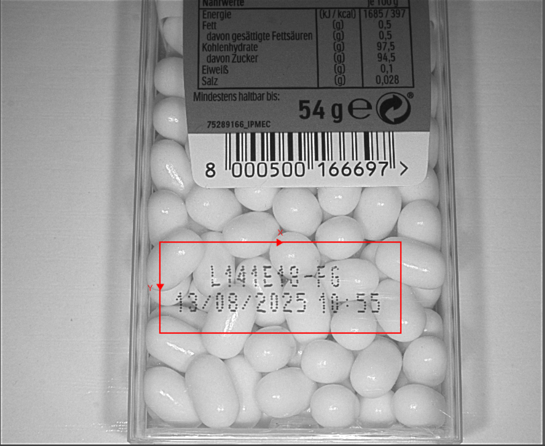 Nährwerte je 100g
Energie (kJ / kcal) 1685/397
Fett (g) 0,5
davon gesättigte Fettsäuren (g) 0,5
Kohlenhydrate (g) 97,5
davon Zucker (g) 94,5
Eiweiß (g) 0,1
Salz (g) 0,028
Mindestens haltbar bis:
54 g e
75289166_IPMEC
8 000500 166697 >
X
Y
L141E18-FG
13/08/2025 10:55